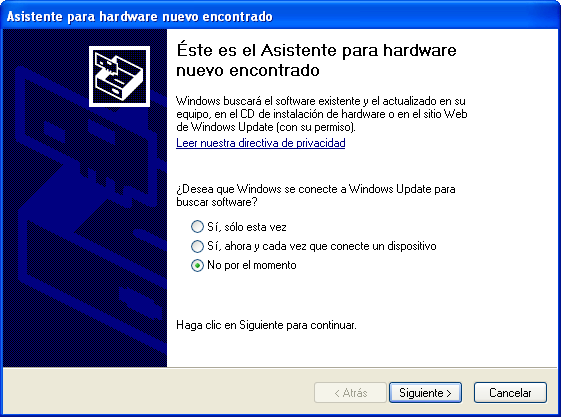 Asistente para hardware nuevo encontrado
Éste es el Asistente para hardware
nuevo encontrado
Windows buscará el software existente y el actualizado en su
equipo, en el CD de instalación de hardware o en el sitio Web
de Windows Update (con su permiso).
Leer nuestra directiva de privacidad
¿Desea que Windows se conecte a Windows Update para
buscar software?
Sí, sólo esta vez
Sí, ahora y cada vez que conecte un dispositivo
No por el momento
Haga clic en Siguiente para continuar.
< Atrás
Siguiente >
Cancelar